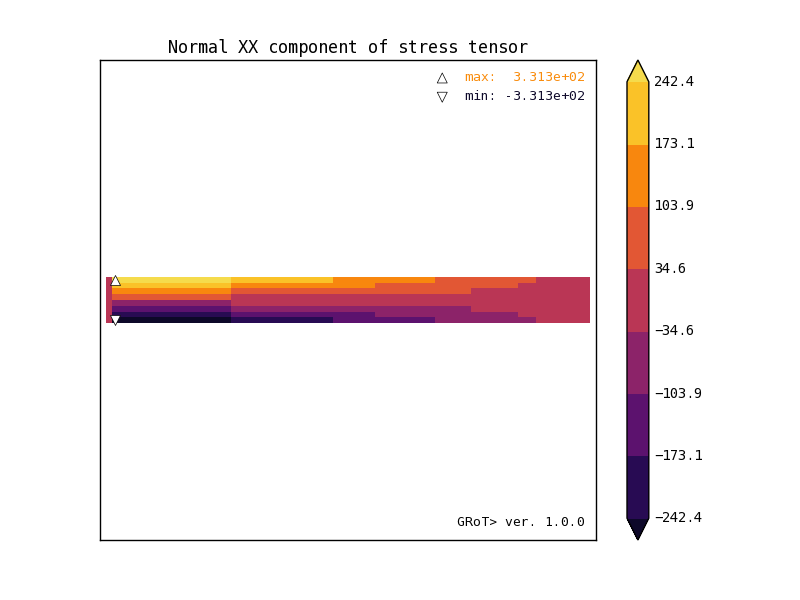 Normal XX component of stress tensor
△ max: 3.313e+02
▽ min: -3.313e+02
242.4
173.1
103.9
34.6
−34.6
−103.9
−173.1
−242.4
GRoT> ver. 1.0.0